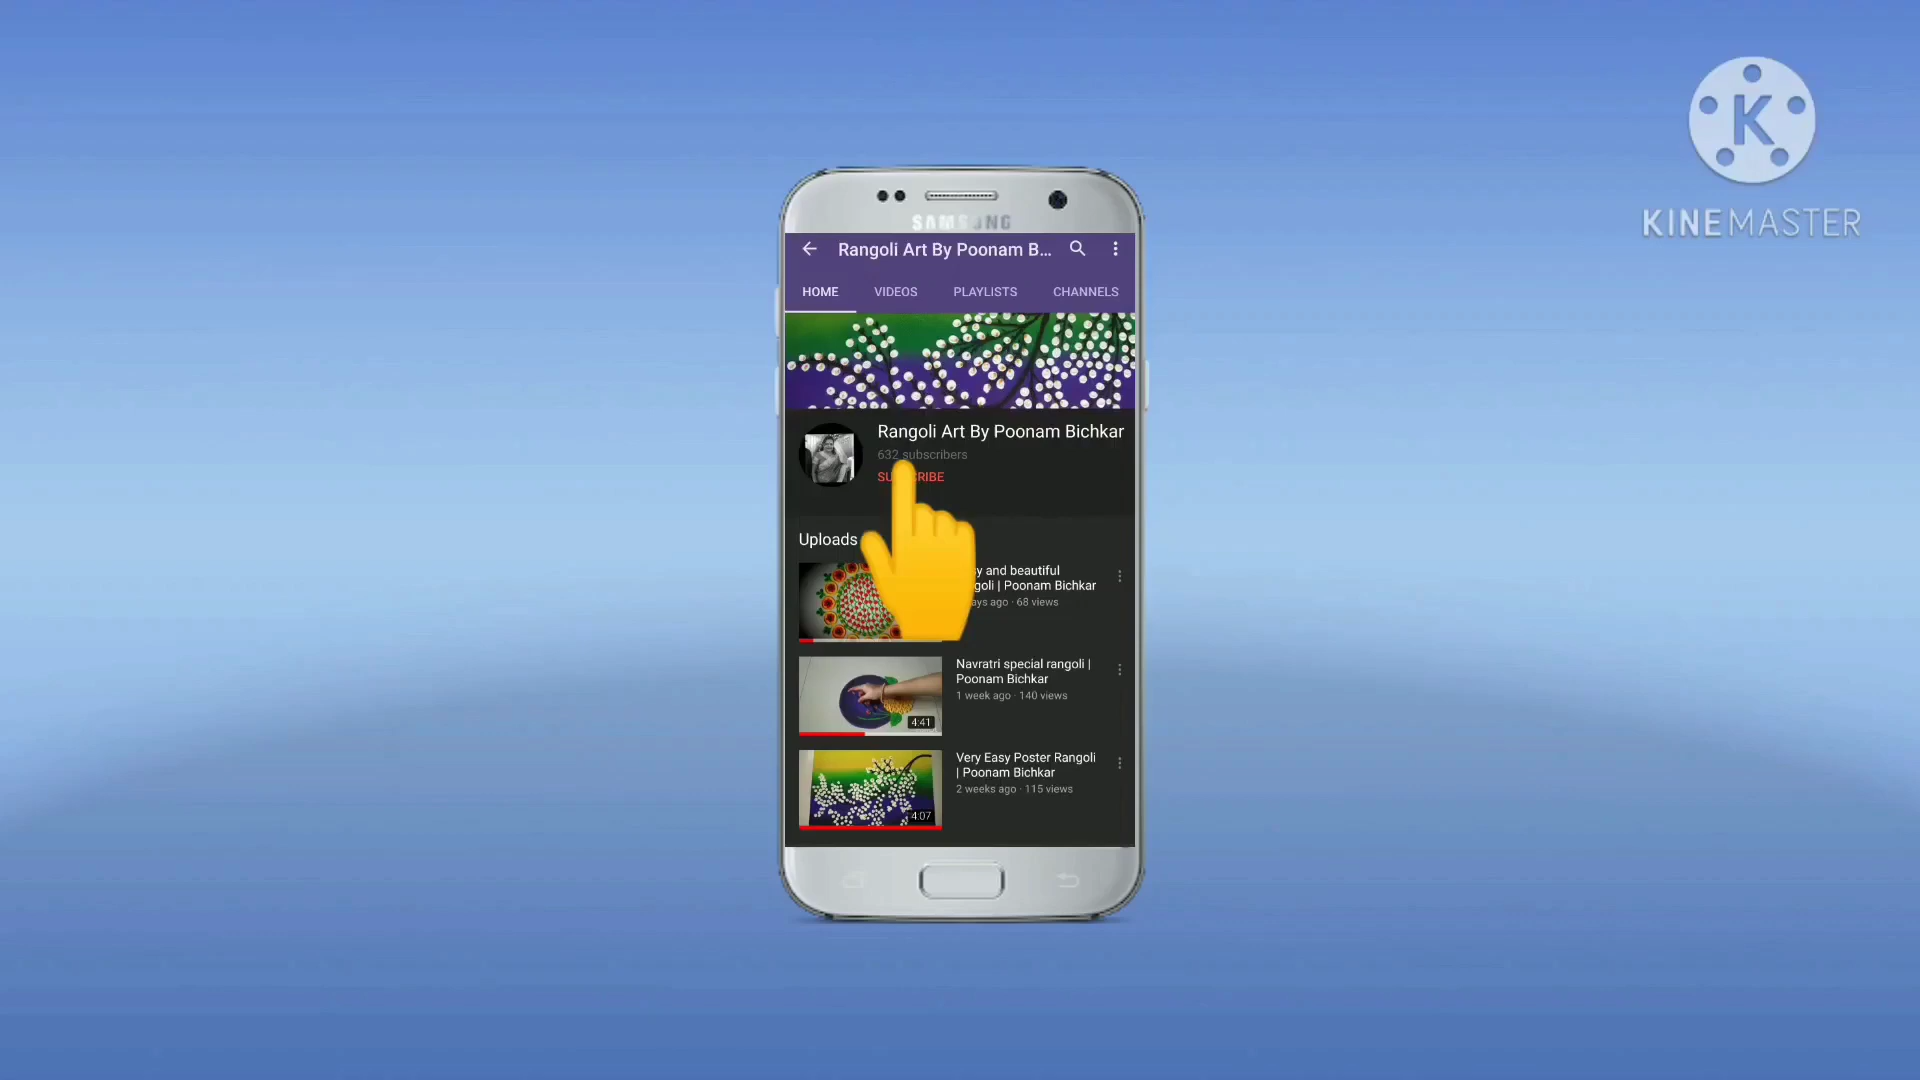 KINEMASTER
SAMSUNG
Rangoli Art By Poonam B...
HOME VIDEOS PLAYLISTS CHANNELS
Rangoli Art By Poonam Bichkar
632 subscribers
Uploads
and beautiful
| Poonam Bichkar
ago · 68 views
Navratri special rangoli |
Poonam Bichkar
1 week ago · 140 views
4:41
Very Easy Poster Rangoli
| Poonam Bichkar
2 weeks ago · 115 views
4:07